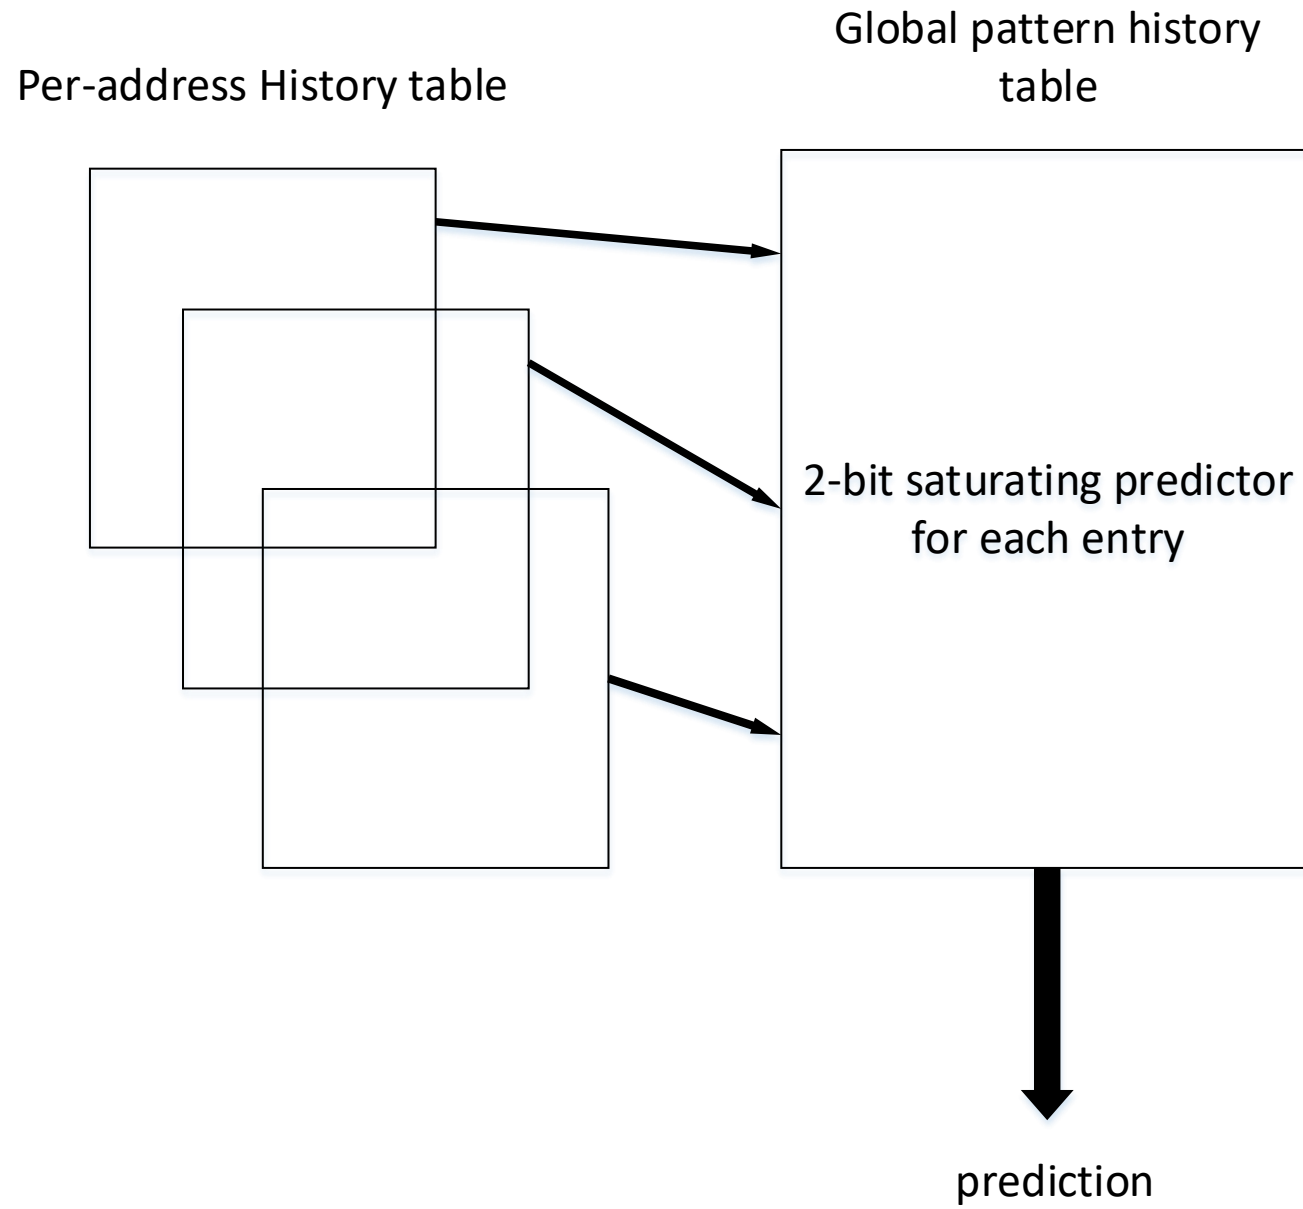 Per-address History table
Global pattern history
table
2-bit saturating predictor
for each entry
prediction